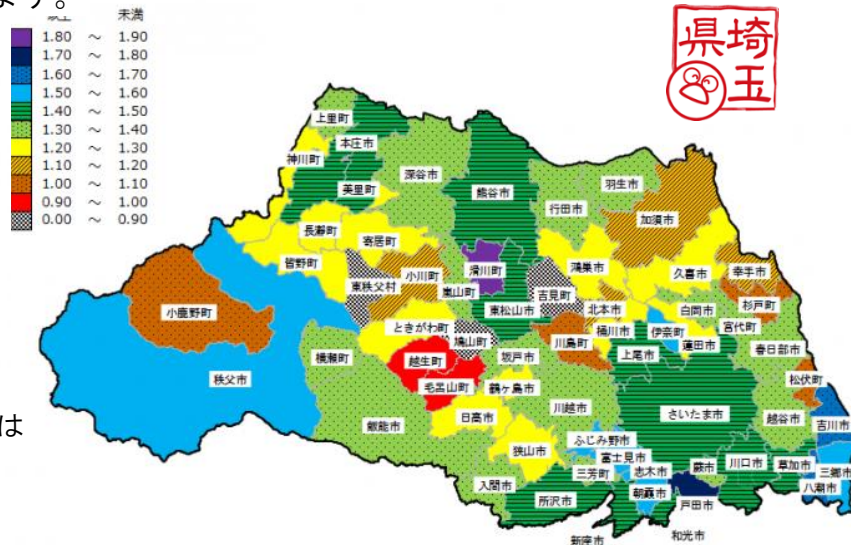 ます。
以上 未満
1.80 ～ 1.90
1.70 ～ 1.80
1.60 ～ 1.70
1.50 ～ 1.60
1.40 ～ 1.50
1.30 ～ 1.40
1.20 ～ 1.30
1.10 ～ 1.20
1.00 ～ 1.10
0.90 ～ 1.00
0.00 ～ 0.90
埼玉県
上里町
本庄市
神川町
美里町
深谷市
熊谷市
行田市
羽生市
加須市
長瀞町
寄居町
皆野町
東秩父村
小川町
嵐山町
滑川町
吉見町
鴻巣市
久喜市
幸手市
小鹿野町
東松山市
北本市
白岡市
杉戸町
ときがわ町
鳩山町
川島町
桶川市
伊奈町
宮代町
蓮田市
春日部市
横瀬町
越生町
坂戸市
上尾市
秩父市
毛呂山町
鶴ヶ島市
松伏町
日高市
川越市
さいたま市
越谷市
飯能市
吉川市
狭山市
ふじみ野市
富士見市
三芳町
志木市
蕨市
川口市
草加市
三郷市
入間市
所沢市
朝霞市
戸田市
八潮市
新座市
和光市
は